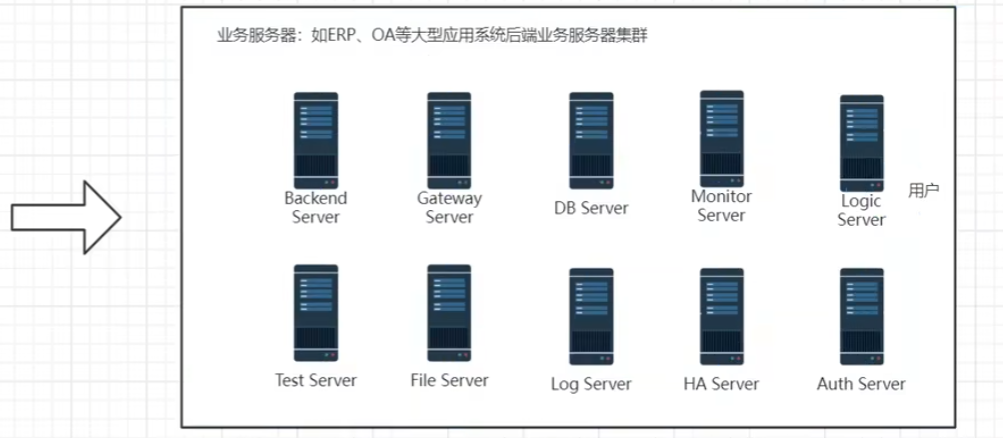 业务服务器：如ERP、OA等大型应用系统后端业务服务器集群
Backend
Server
Gateway
Server
DB Server
Monitor
Server
Logic
Server
用户
Test Server
File Server
Log Server
HA Server
Auth Server